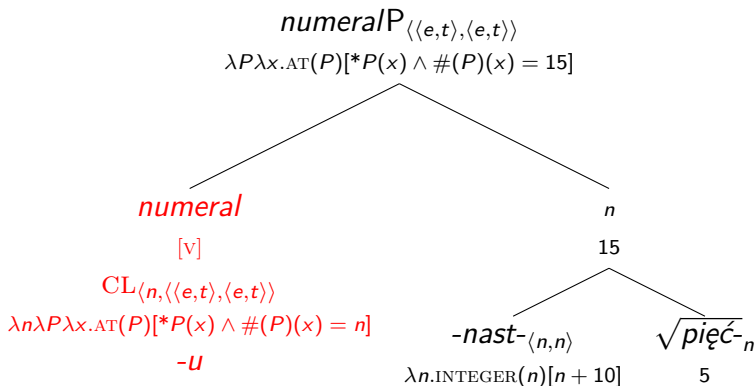 numeralP⟨⟨e,t⟩,⟨e,t⟩⟩
λPλx.AT(P)[*P(x) ∧ #(P)(x) = 15]
numeral
n
[V]
15
CL⟨n,⟨⟨e,t⟩,⟨e,t⟩⟩
λnλPλx.AT(P)[*P(x) ∧ #(P)(x) = n]
-u
-nast-⟨n,n⟩
√pięć-n
λn.INTEGER(n)[n + 10]
5